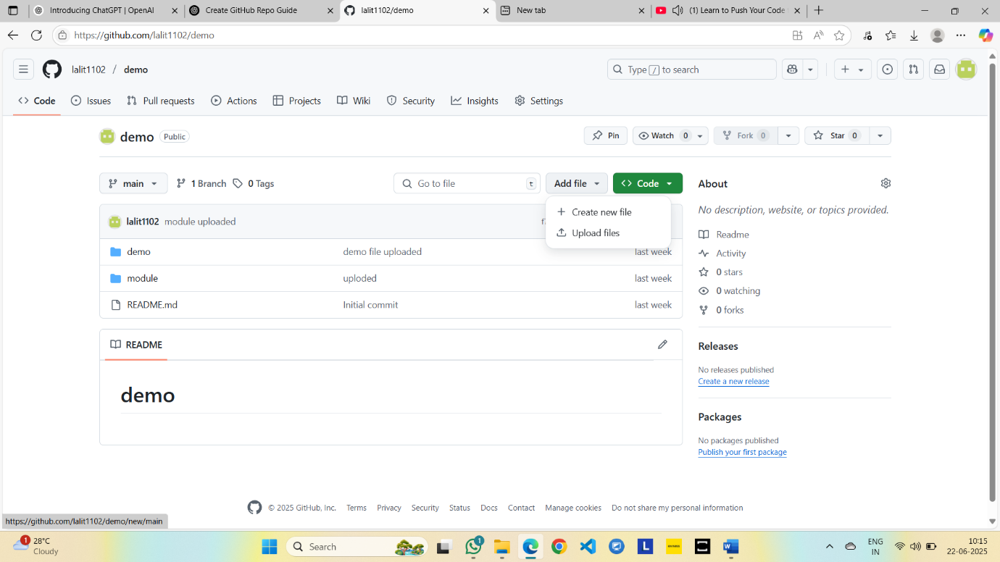 Introducing ChatGPT | OpenAI
Create GitHub Repo Guide
lalit1102/demo
New tab
(1) Learn to Push Your Code
https://github.com/lalit1102/demo
lalit1102 / demo
Type / to search
Code
Issues
Pull requests
Actions
Projects
Wiki
Security
Insights
Settings
demo Public
Pin
Watch 0
Fork 0
Star 0
main
1 Branch
0 Tags
Go to file t
Add file
Code
Create new file
Upload files
lalit1102 module uploaded
demo demo file uploaded last week
module uploded last week
README.md Initial commit last week
README
demo
About
No description, website, or topics provided.
Readme
Activity
0 stars
0 watching
0 forks
Releases
No releases published
Create a new release
Packages
No packages published
Publish your first package
© 2025 GitHub, Inc. Terms Privacy Security Status Docs Contact Manage cookies Do not share my personal information
https://github.com/lalit1102/demo/new/main
1
28°C
Cloudy
Search
1
L
ENG
IN
10:15
22-06-2025